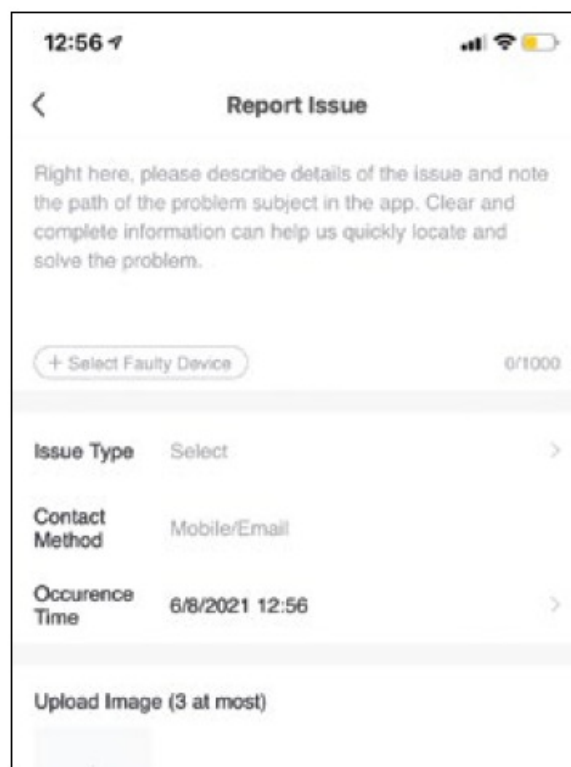 12:56
Report Issue
Right here, please describe details of the issue and note
the path of the problem subject in the app. Clear and
complete information can help us quickly locate and
solve the problem.
+ Select Faulty Device
0/1000
Issue Type Select
Contact
Method
Mobile/Email
Occurence
Time
6/8/2021 12:56
Upload Image (3 at most)